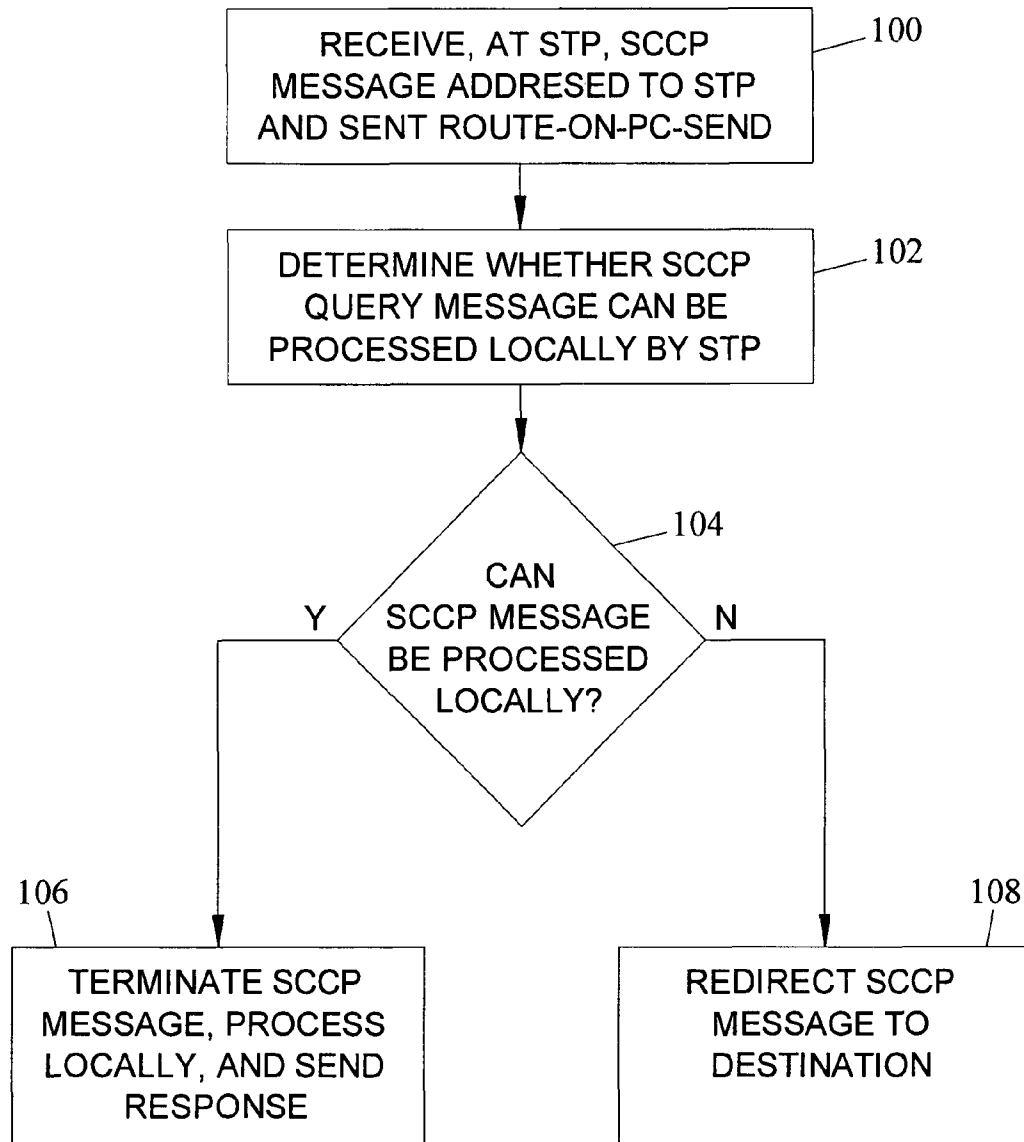 RECEIVE, AT STP, SCCP
MESSAGE ADDRESED TO STP
AND SENT ROUTE-ON-PC-SEND
100
DETERMINE WHETHER SCCP
QUERY MESSAGE CAN BE
PROCESSED LOCALLY BY STP
102
104
CAN
SCCP MESSAGE
BE PROCESSED
LOCALLY?
Y
N
106
TERMINATE SCCP
MESSAGE, PROCESS
LOCALLY, AND SEND
RESPONSE
108
REDIRECT SCCP
MESSAGE TO
DESTINATION